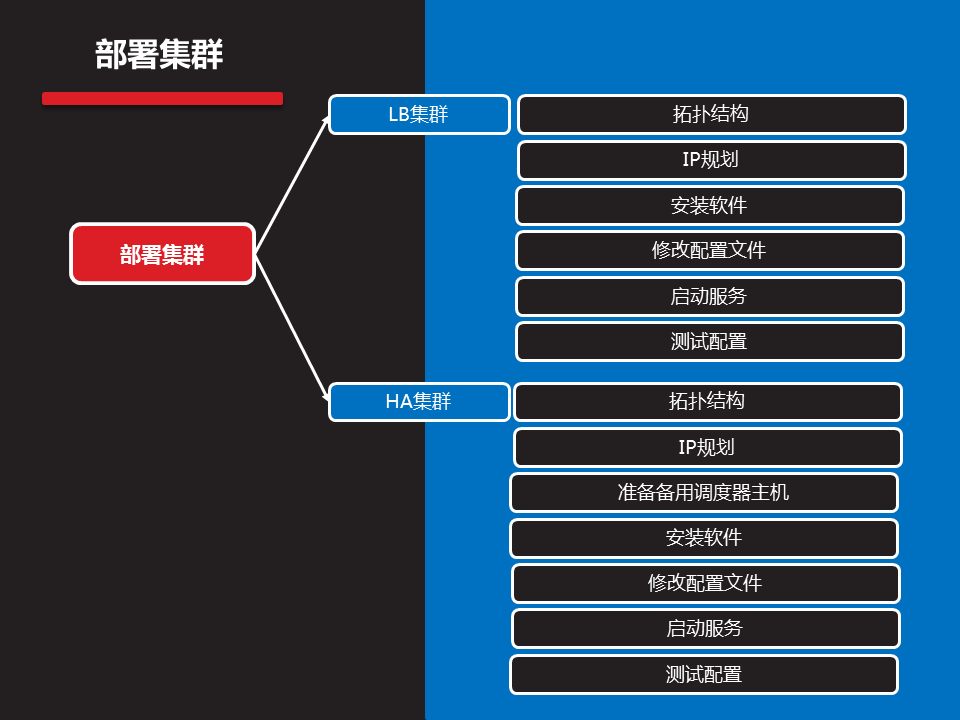 部署集群
部署集群
LB集群
拓扑结构
IP规划
安装软件
修改配置文件
启动服务
测试配置
HA集群
拓扑结构
IP规划
准备备用调度器主机
安装软件
修改配置文件
启动服务
测试配置